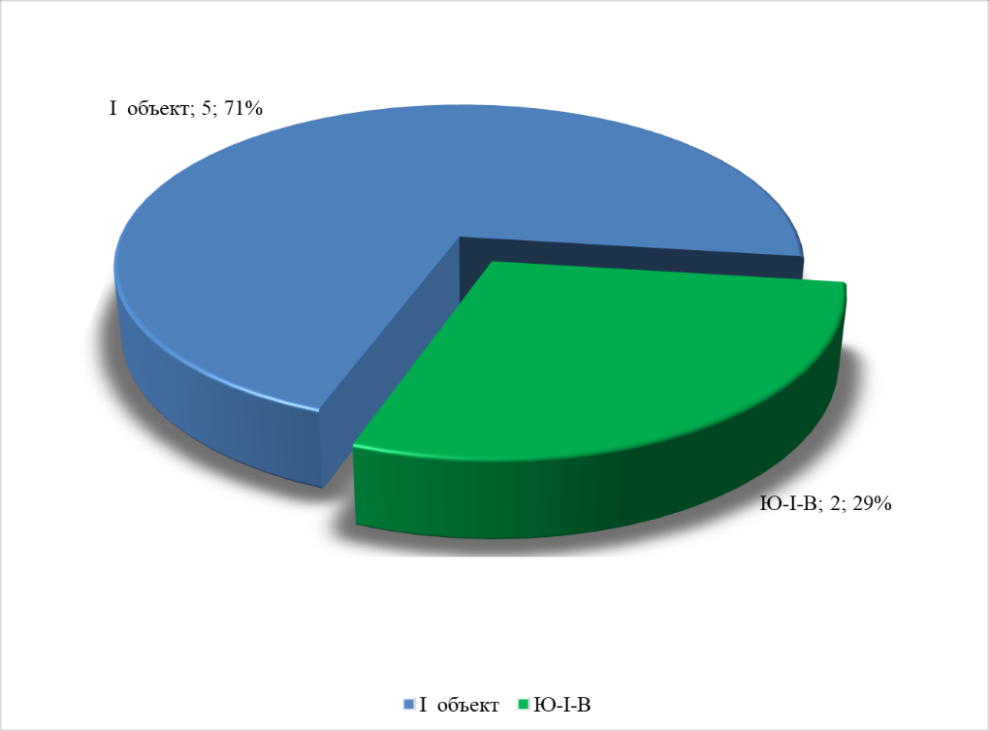 I объект; 5; 71%
Ю-I-В; 2; 29%
I объект Ю-I-В